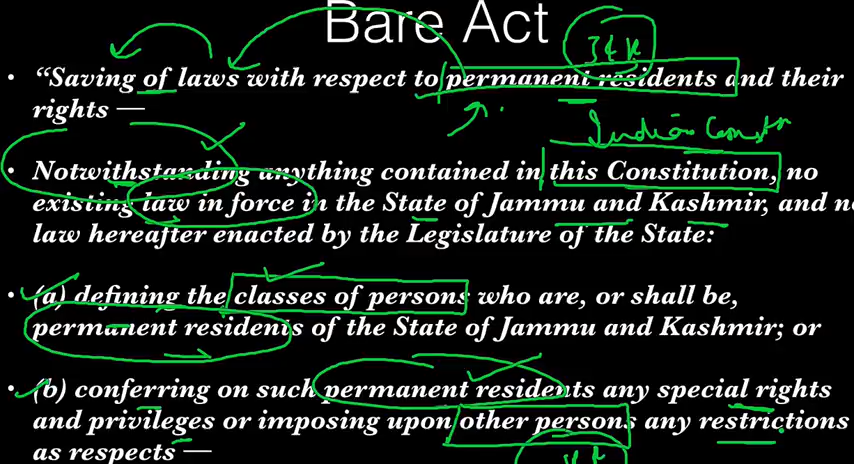 Bare Act
J & K
• “Saving of laws with respect to permanent residents and their
rights —
Indian Constn
• Notwithstanding anything contained in this Constitution, no
existing law in force in the State of Jammu and Kashmir, and no
law hereafter enacted by the Legislature of the State:
• (a) defining the classes of persons who are, or shall be,
permanent residents of the State of Jammu and Kashmir; or
• (b) conferring on such permanent residents any special rights
and privileges or imposing upon other persons any restrictions
as respects —